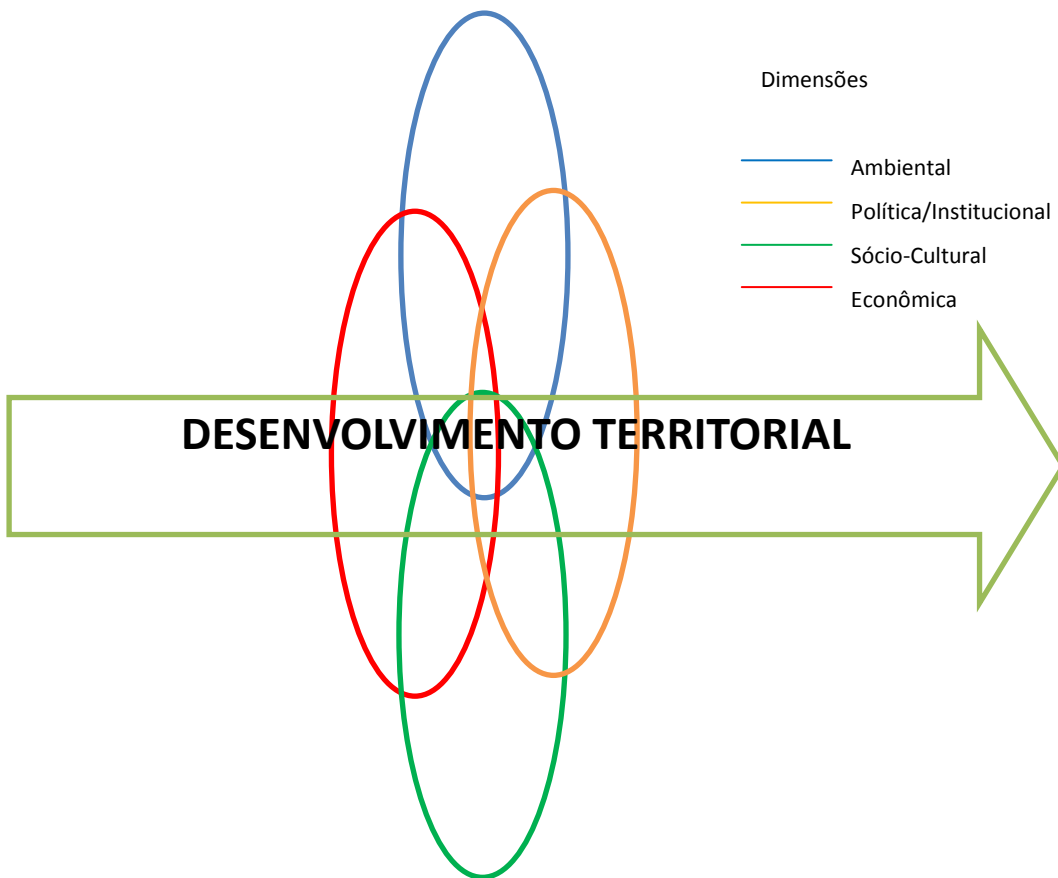 Dimensões
Ambiental
Política/Institucional
Sócio-Cultural
Econômica
DESENVOLVIMENTO TERRITORIAL